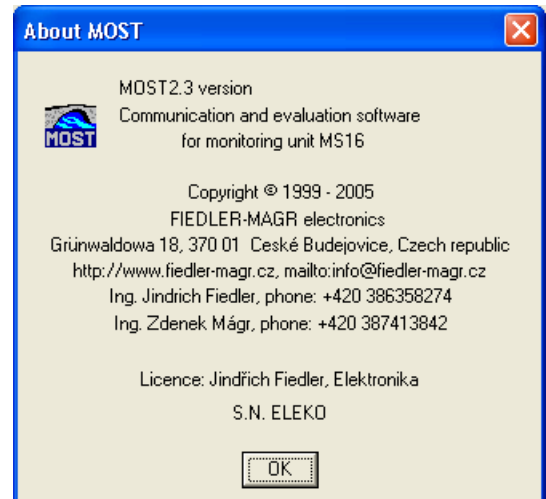 About MOST
MOST2.3 version
Communication and evaluation software
for monitoring unit MS16
MOST
Copyright © 1999 - 2005
FIEDLER-MAGR electronics
Grünwaldowa 18, 370 01  Ceské Budejovice, Czech republic
http://www.fiedler-magr.cz, mailto:info@fiedler-magr.cz
Ing. Jindrich Fiedler, phone: +420 386358274
Ing. Zdenek Mágr, phone: +420 387413842
Licence: Jindřich Fiedler, Elektronika
S.N. ELEKO
OK